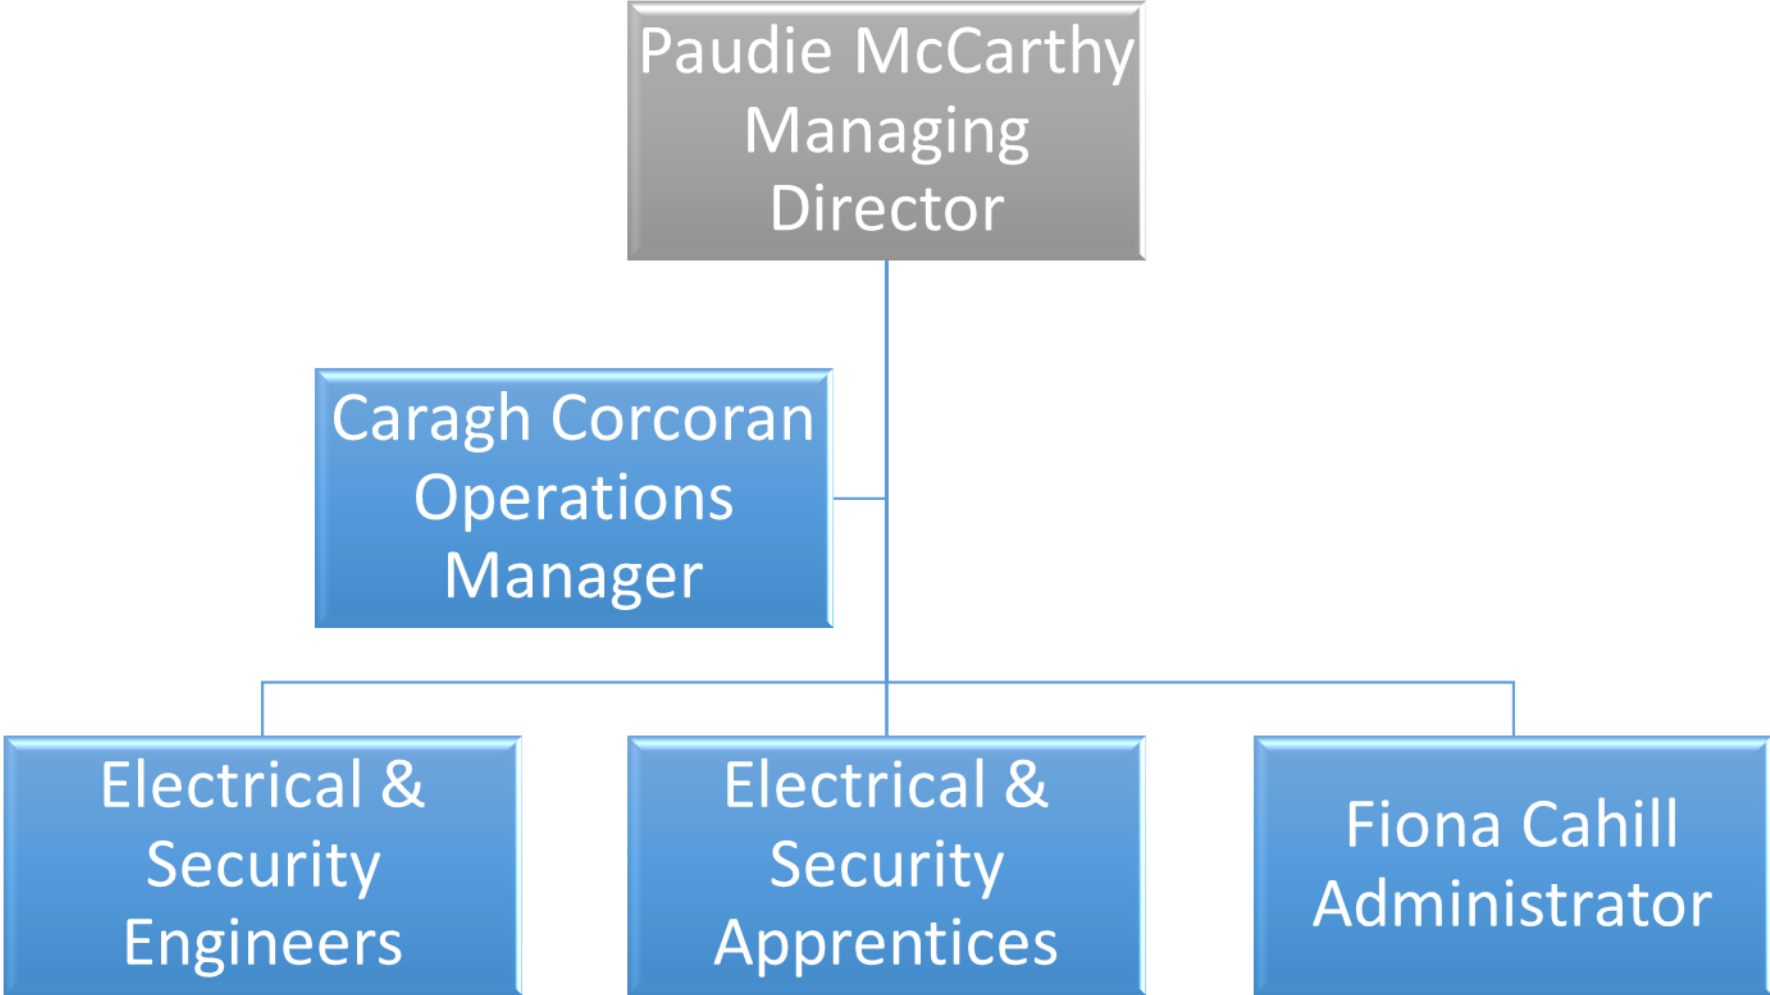 Paudie McCarthy
Managing
Director
Caragh Corcoran
Operations
Manager
Electrical &
Security
Engineers
Electrical &
Security
Apprentices
Fiona Cahill
Administrator